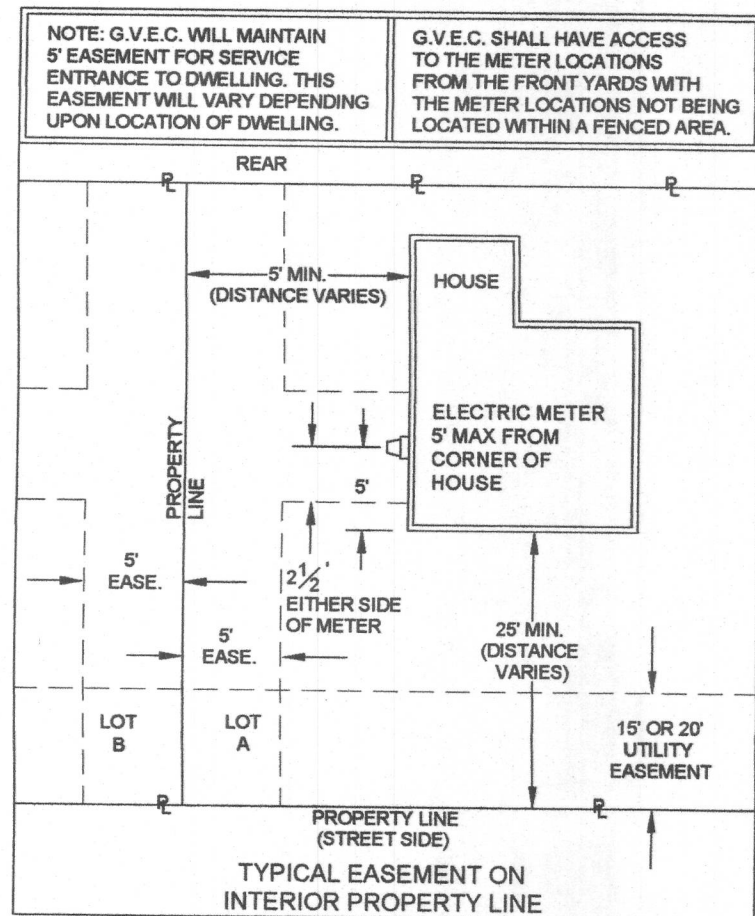 NOTE: G.V.E.C. WILL MAINTAIN
5' EASEMENT FOR SERVICE
ENTRANCE TO DWELLING. THIS
EASEMENT WILL VARY DEPENDING
UPON LOCATION OF DWELLING.
G.V.E.C. SHALL HAVE ACCESS
TO THE METER LOCATIONS
FROM THE FRONT YARDS WITH
THE METER LOCATIONS NOT BEING
LOCATED WITHIN A FENCED AREA.
REAR
PL
PL
PL
5' MIN.
(DISTANCE VARIES)
HOUSE
ELECTRIC METER
5' MAX FROM
CORNER OF
HOUSE
PROPERTY
LINE
5'
5'
EASE.
2 1/2'
EITHER SIDE
OF METER
5'
EASE.
25' MIN.
(DISTANCE
VARIES)
LOT
B
LOT
A
15' OR 20'
UTILITY
EASEMENT
PL
PL
PROPERTY LINE
(STREET SIDE)
TYPICAL EASEMENT ON
INTERIOR PROPERTY LINE